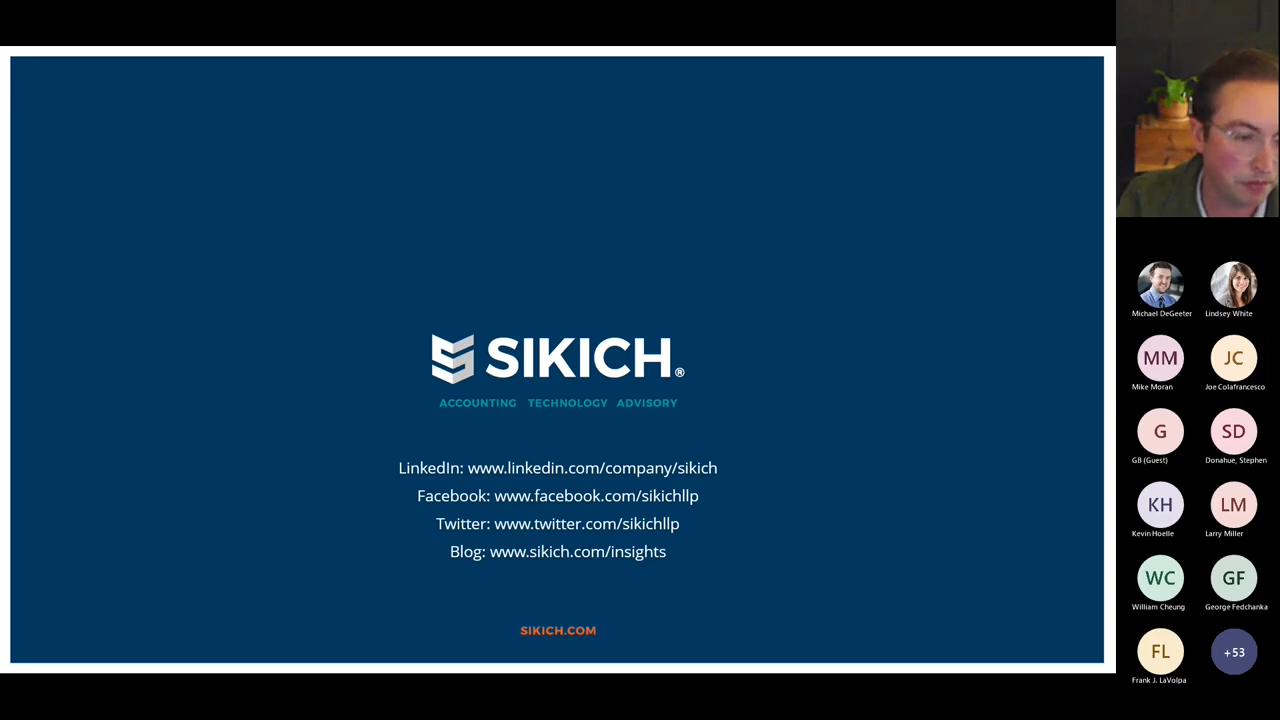 SIKICH®
ACCOUNTING TECHNOLOGY ADVISORY
LinkedIn: www.linkedin.com/company/sikich
Facebook: www.facebook.com/sikichllp
Twitter: www.twitter.com/sikichllp
Blog: www.sikich.com/insights
SIKICH.COM
Michael DeGeeter
Lindsey White
MM
JC
Mike Moran
Joe Colafrancesco
G
SD
GB (Guest)
Donahue, Stephen
KH
LM
Kevin Hoelle
Larry Miller
WC
GF
William Cheung
George Fedchanka
FL
+53
Frank J. LaVolpa